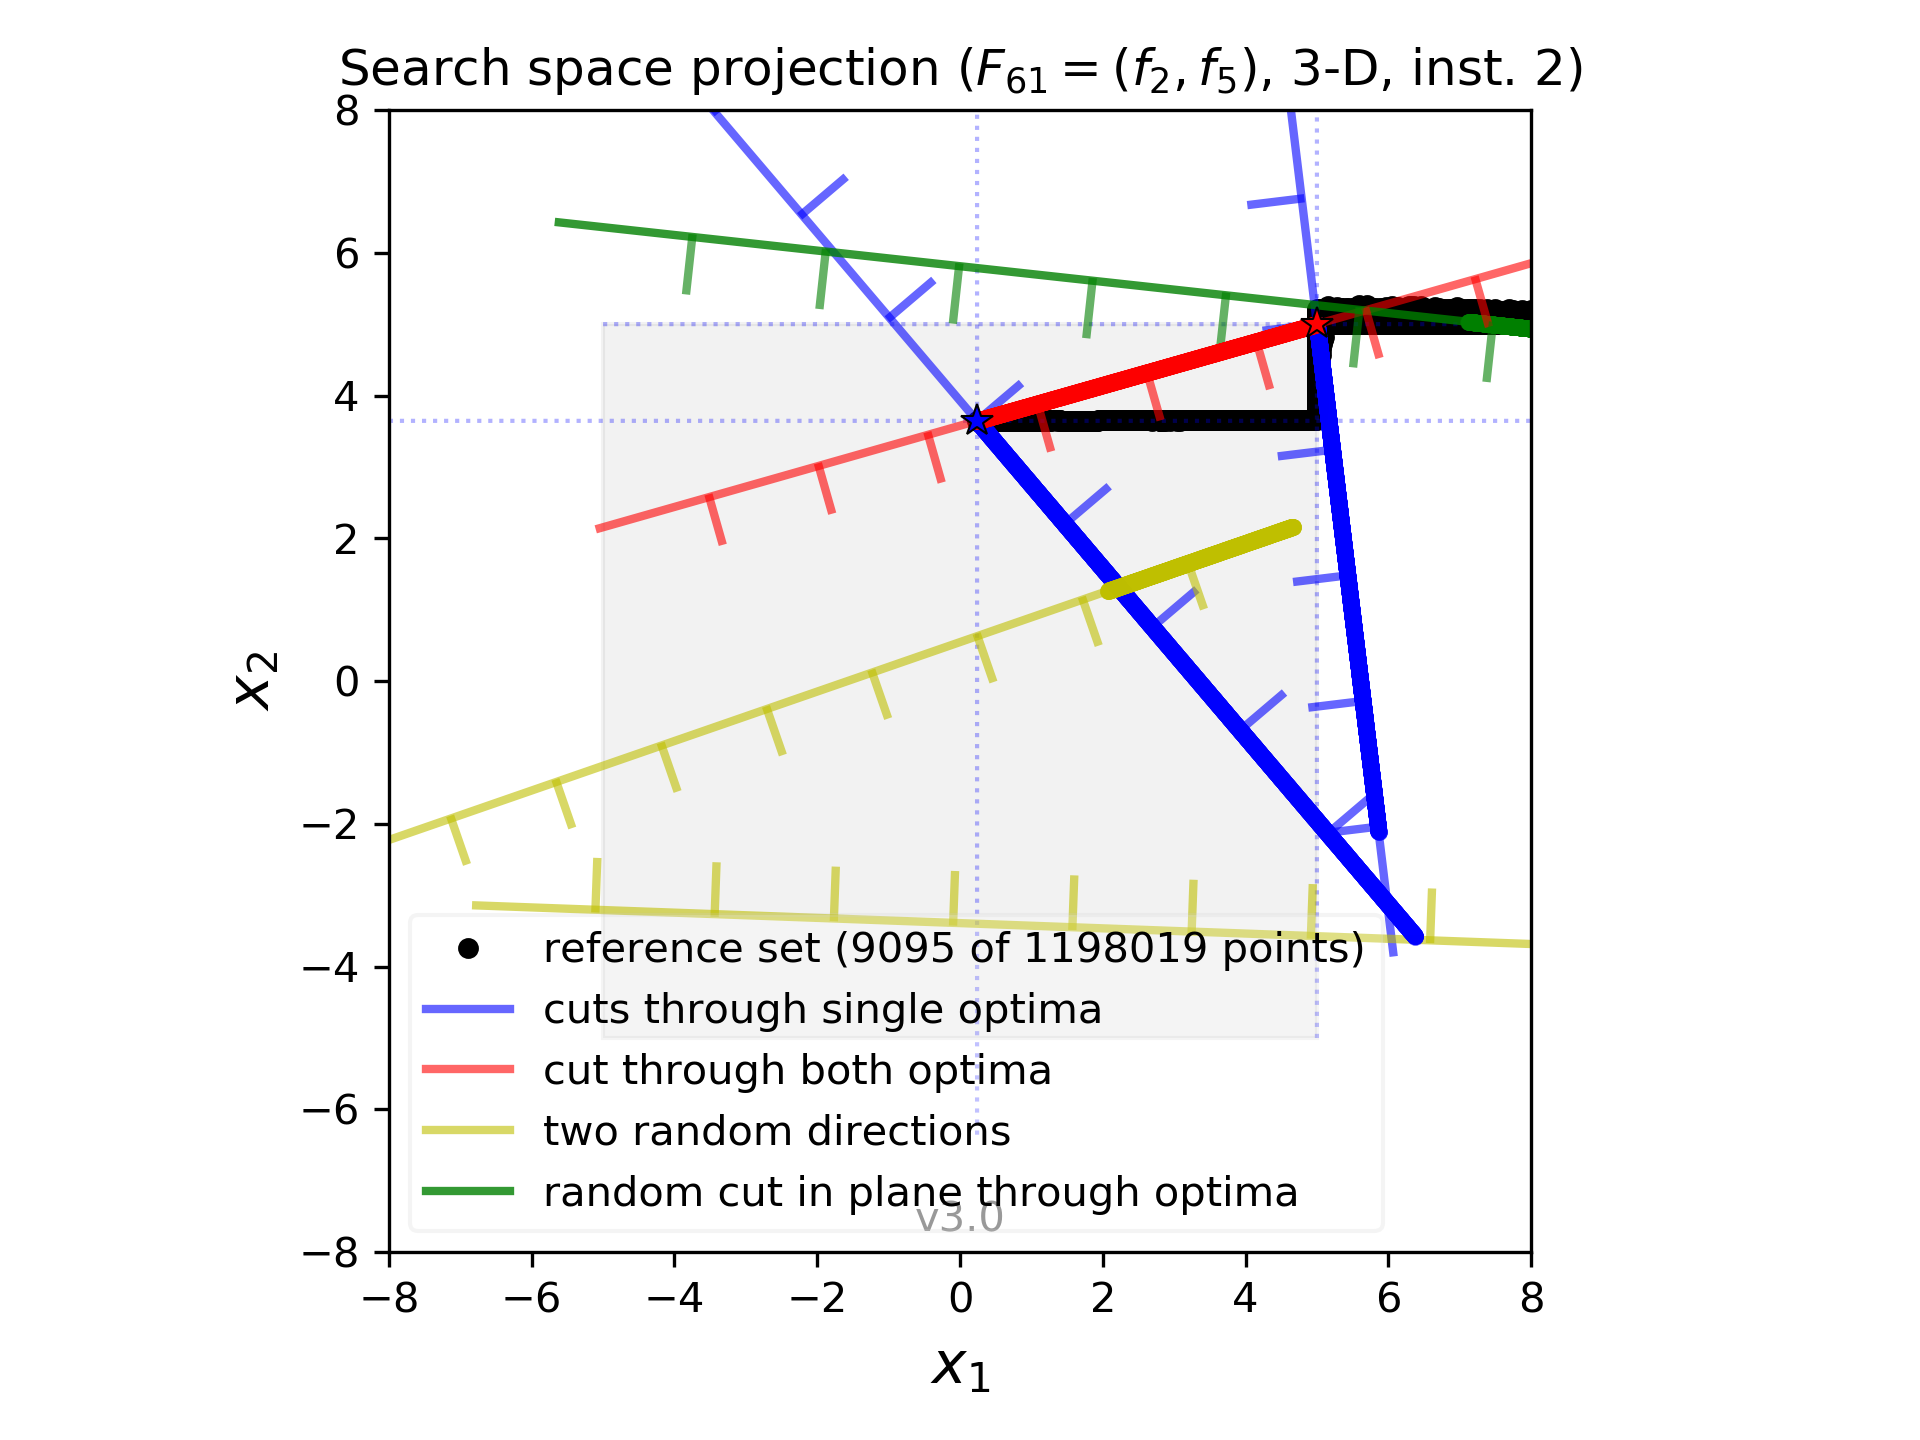 Search space projection (F61 = (f2, f5), 3-D, inst. 2)
8
6
4
2
0
−2
−4
−6
−8
x2
reference set (9095 of 1198019 points)
cuts through single optima
cut through both optima
two random directions
random cut in plane through optima
v3.0
−8 −6 −4 −2 0 2 4 6 8
x1